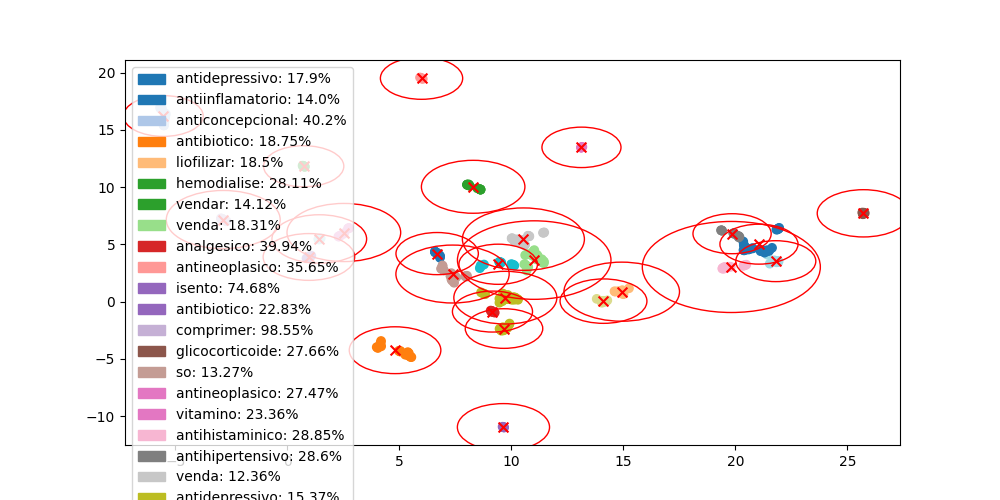 20
15
10
5
0
−5
−10
5
10
15
20
25
antidepressivo: 17.9%
antiinflamatorio: 14.0%
anticoncepcional: 40.2%
antibiotico: 18.75%
liofilizar: 18.5%
hemodialise: 28.11%
vendar: 14.12%
venda: 18.31%
analgesico: 39.94%
antineoplasico: 35.65%
isento: 74.68%
antibiotico: 22.83%
comprimer: 98.55%
glicocorticoide: 27.66%
so: 13.27%
antineoplasico: 27.47%
vitamino: 23.36%
antihistaminico: 28.85%
antihipertensivo: 28.6%
venda: 12.36%
antidepressivo: 15.37%